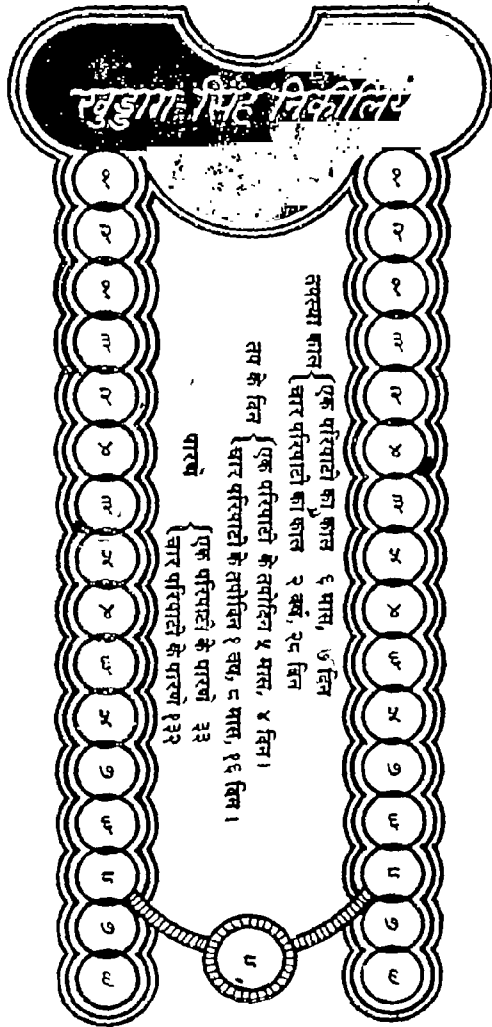 खुड्डाग सिंह निकीलिय
१ १
२ २
१ १
३ ३
२ २
४ ४
३ ३
५ ५
४ ४
६ ६
५ ५
७ ७
६ ६
८ ८
७ ७
९ ९
८
तपस्या काल { एक परिपाटी का काल ६ मास, ७ दिन
चार परिपाटी का काल २ वर्ष, २८ दिन
तप के दिन { एक परिपाटी के तपोदिन ५ मास, ४ दिन ।
चार परिपाटी के तपोदिन १ वर्ष, ८ मास, १६ दिन ।
पारणे { एक परिपाटी के पारणे ३३
चार परिपाटी के पारणे १३२